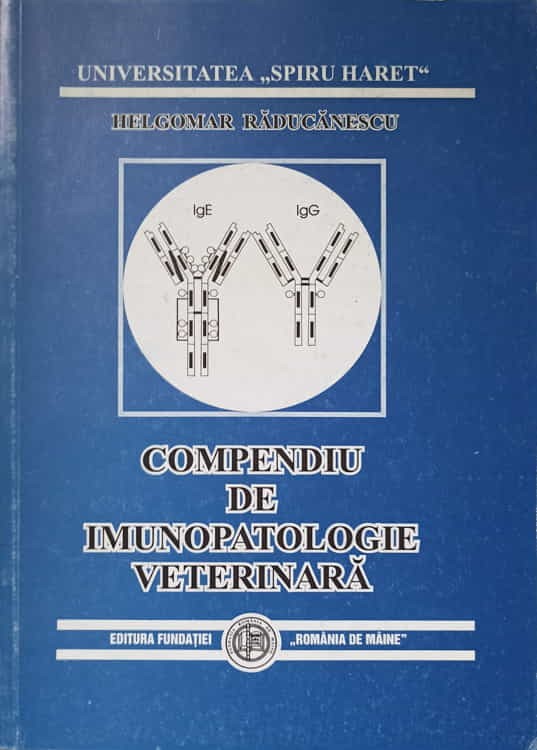 UNIVERSITATEA „SPIRU HARET“
HELGOMAR RĂDUCĂNESCU
IgE IgG
COMPENDIU
DE
IMUNOPATOLOGIE
VETERINARĂ
EDITURA FUNDAȚIEI „ROMÂNIA DE MÂINE”